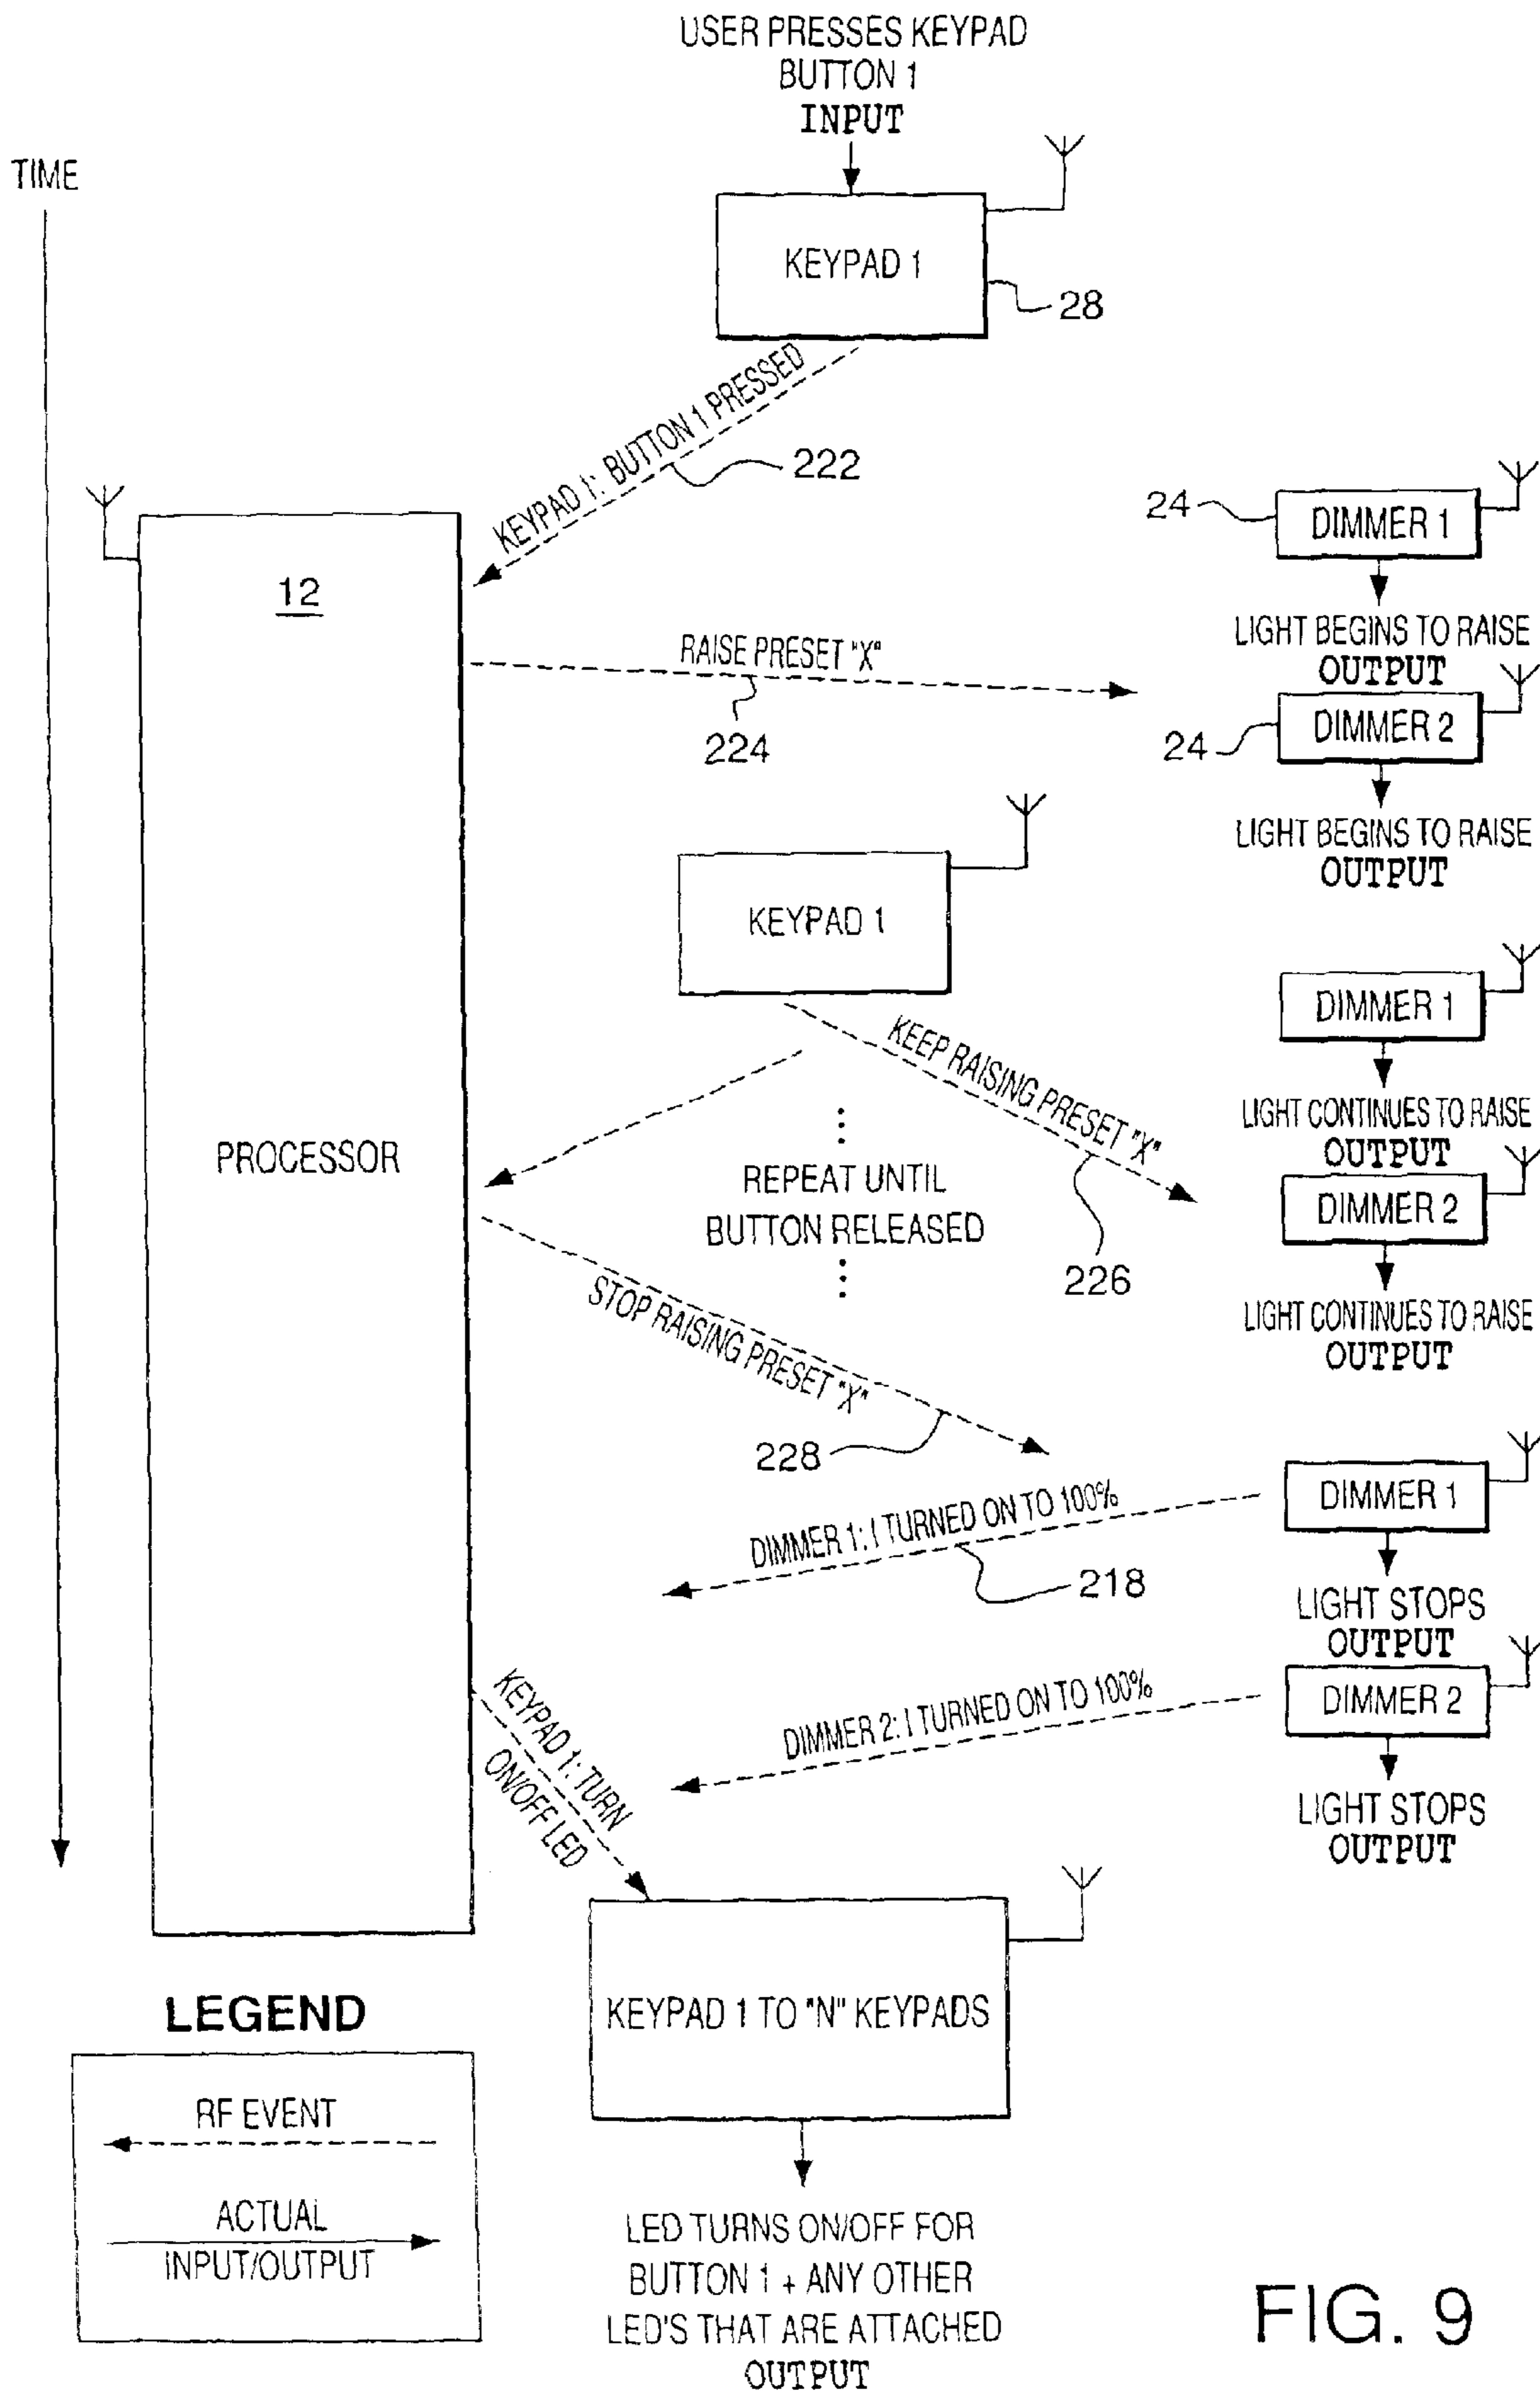 USER PRESSES KEYPAD
BUTTON 1
INPUT
TIME
KEYPAD 1
28
KEYPAD 1: BUTTON 1 PRESSED
222
24
DIMMER 1
12
LIGHT BEGINS TO RAISE
OUTPUT
RAISE PRESET "X"
224
24
DIMMER 2
LIGHT BEGINS TO RAISE
OUTPUT
KEYPAD 1
DIMMER 1
KEEP RAISING PRESET "X"
LIGHT CONTINUES TO RAISE
OUTPUT
PROCESSOR
REPEAT UNTIL
BUTTON RELEASED
DIMMER 2
226
STOP RAISING PRESET "X"
LIGHT CONTINUES TO RAISE
OUTPUT
228
DIMMER 1
DIMMER 1: I TURNED ON TO 100%
218
LIGHT STOPS
OUTPUT
KEYPAD 1: TURN
ON/OFF LED
DIMMER 2: I TURNED ON TO 100%
DIMMER 2
LIGHT STOPS
OUTPUT
KEYPAD 1 TO "N" KEYPADS
LEGEND
RF EVENT
ACTUAL
INPUT/OUTPUT
LED TURNS ON/OFF FOR
BUTTON 1 + ANY OTHER
LED'S THAT ARE ATTACHED
OUTPUT
FIG. 9